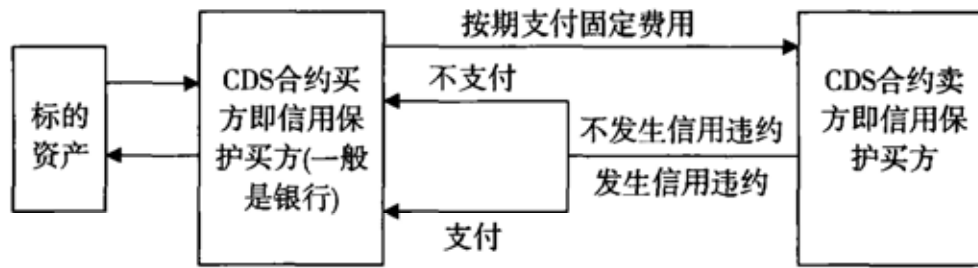 标的
资产
CDS合约买
方即信用保
护买方(一般
是银行)
按期支付固定费用
不支付
不发生信用违约
发生信用违约
支付
CDS合约卖
方即信用保
护买方